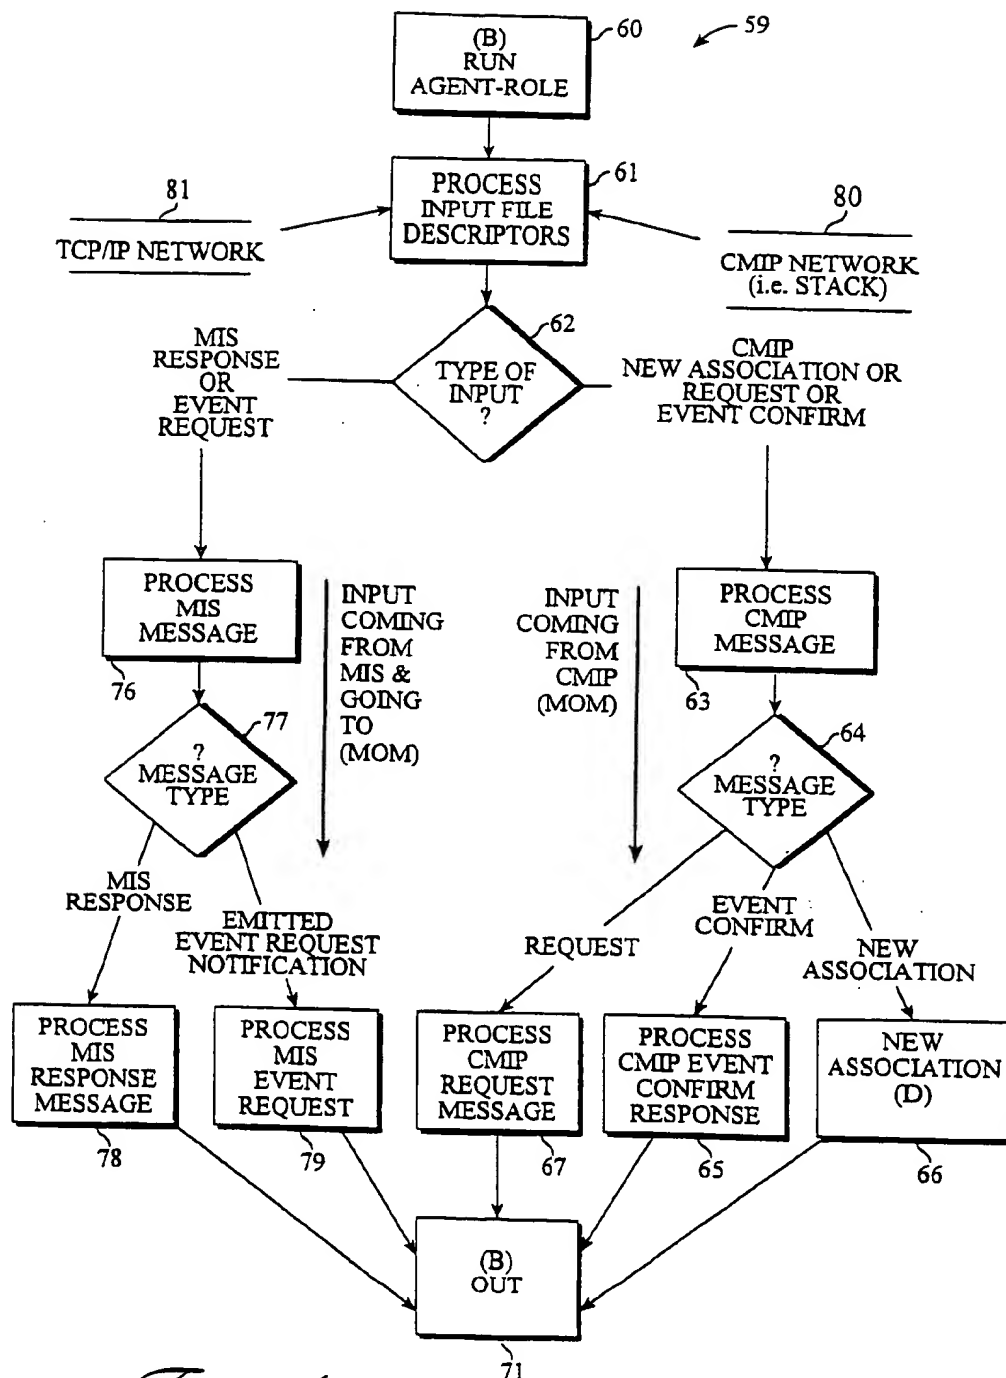 (B)
RUN
AGENT-ROLE
60
59
PROCESS
INPUT FILE
DESCRIPTORS
61
81
TCP/IP NETWORK
80
CMIP NETWORK
(i.e. STACK)
62
TYPE OF
INPUT
?
MIS
RESPONSE
OR
EVENT
REQUEST
CMIP
NEW ASSOCIATION OR
REQUEST OR
EVENT CONFIRM
PROCESS
MIS
MESSAGE
76
INPUT
COMING
FROM
MIS &
GOING
TO
(MOM)
INPUT
COMING
FROM
CMIP
(MOM)
PROCESS
CMIP
MESSAGE
63
77
?
MESSAGE
TYPE
64
?
MESSAGE
TYPE
MIS
RESPONSE
EMITTED
EVENT REQUEST
NOTIFICATION
REQUEST
EVENT
CONFIRM
NEW
ASSOCIATION
PROCESS
MIS
RESPONSE
MESSAGE
78
PROCESS
MIS
EVENT
REQUEST
79
PROCESS
CMIP
REQUEST
MESSAGE
67
PROCESS
CMIP EVENT
CONFIRM
RESPONSE
65
NEW
ASSOCIATION
(D)
66
(B)
OUT
71